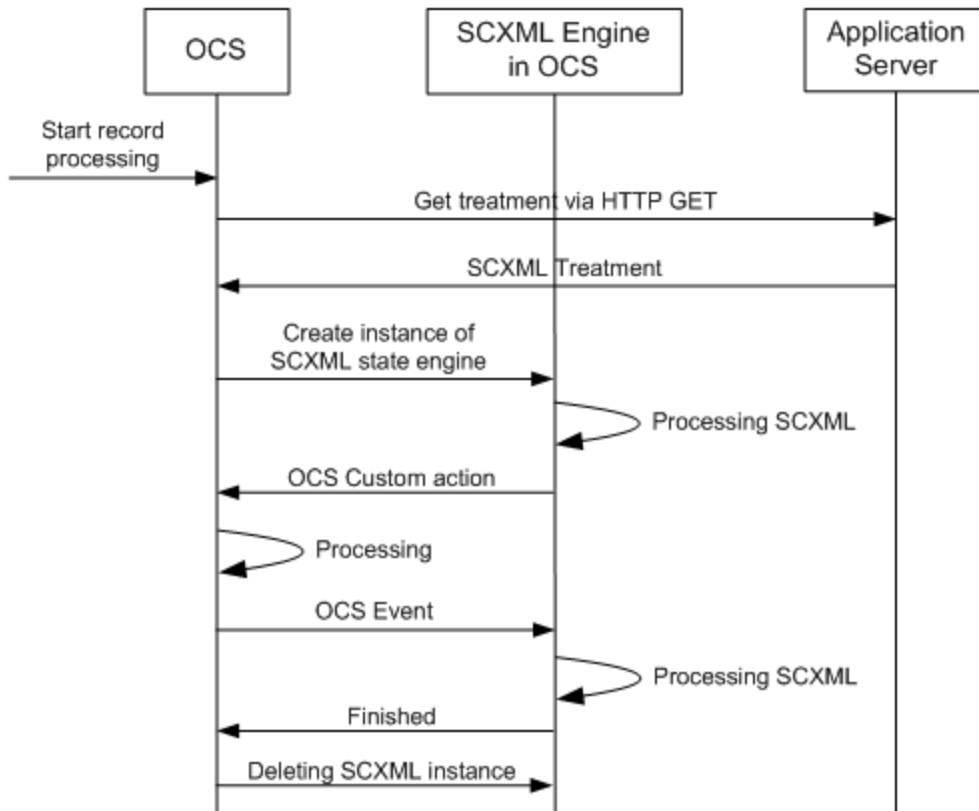 OCS
SCXML Engine
in OCS
Application
Server
Start record
processing
Get treatment via HTTP GET
SCXML Treatment
Create instance of
SCXML state engine
Processing SCXML
OCS Custom action
Processing
OCS Event
Processing SCXML
Finished
Deleting SCXML instance